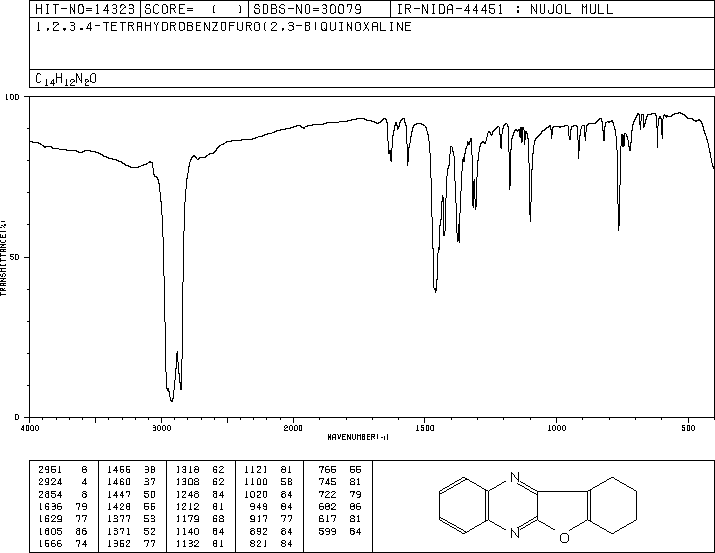 HIT-NO=14323 SCORE= ( ) SDBS-NO=30079 IR-NIDA-44451 : NUJOL MULL
1,2,3,4-TETRAHYDROBENZOFURO(2,3-B)QUINOXALINE
C14H12N2O
100
50
0
TRANSMITTANCE(%)
4000 3000 2000 1500 1000 500
WAVENUMBER(-1)
2951 6 1466 38 1318 62 1121 81 766 55
2924 4 1460 37 1308 62 1100 58 745 81
2854 8 1447 50 1248 84 1020 84 722 79
1636 79 1428 55 1212 81 949 84 682 86
1629 77 1377 53 1179 68 917 77 617 81
1605 86 1371 52 1140 84 892 84 599 84
1566 74 1362 77 1132 81 821 84
N
N
O